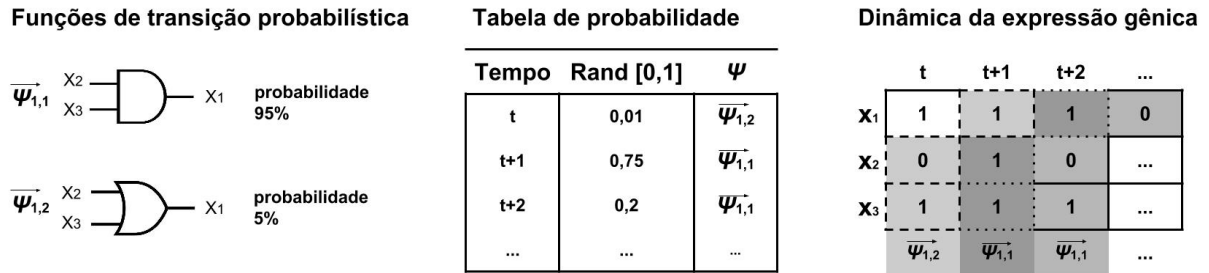 Funções de transição probabilística
Ψ1,1 X2 X3 X1 probabilidade 95%
Ψ1,2 X2 X3 X1 probabilidade 5%
Tabela de probabilidade
Tempo Rand [0,1] Ψ
t 0,01 Ψ1,2
t+1 0,75 Ψ1,1
t+2 0,2 Ψ1,1
... ... ...
Dinâmica da expressão gênica
t t+1 t+2 ...
X1 1 1 1 0
X2 0 1 0 ...
X3 1 1 1 ...
Ψ1,2 Ψ1,1 Ψ1,1 ...